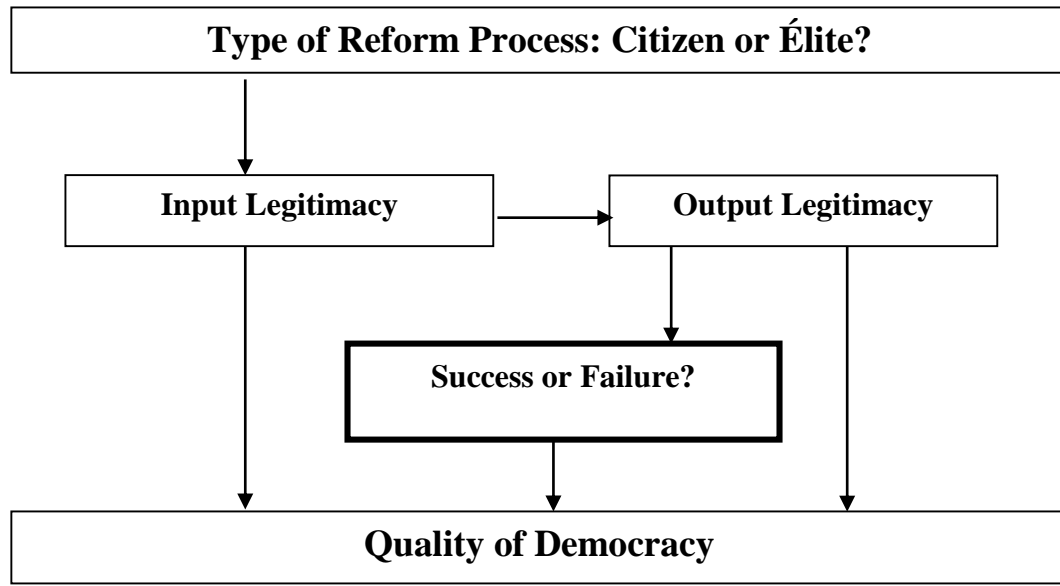 Type of Reform Process: Citizen or Élite?
Input Legitimacy
Output Legitimacy
Success or Failure?
Quality of Democracy